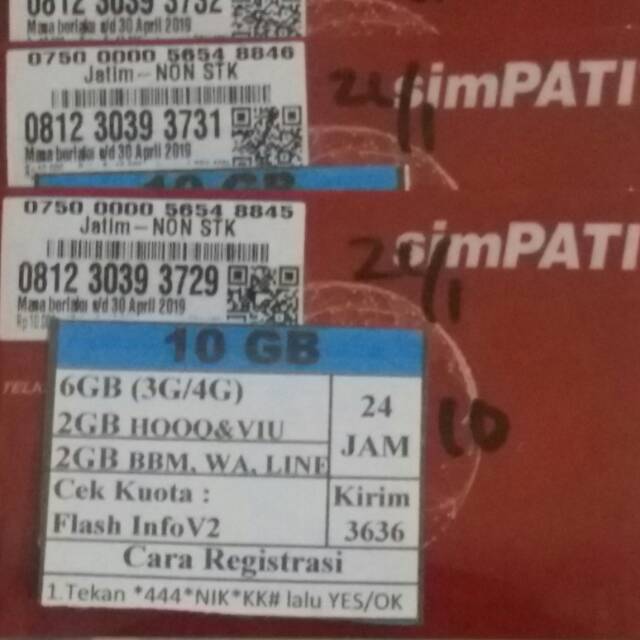 0812 3039 3732
Masa berlaku s/d 30 April 2019
0750 0000 5654 8846
Jatim-NON STK
0812 3039 3731
Masa berlaku s/d 30 April 2019
simPATI
10 GB
0750 0000 5654 8845
Jatim-NON STK
0812 3039 3729
Masa berlaku s/d 30 April 2019
simPATI
10 GB
6GB (3G/4G)
2GB HOOQ&VIU
2GB BBM, WA, LINE
24
JAM
10
Cek Kuota :
Flash InfoV2
Kirim
3636
Cara Registrasi
1.Tekan *444*NIK*KK# lalu YES/OK